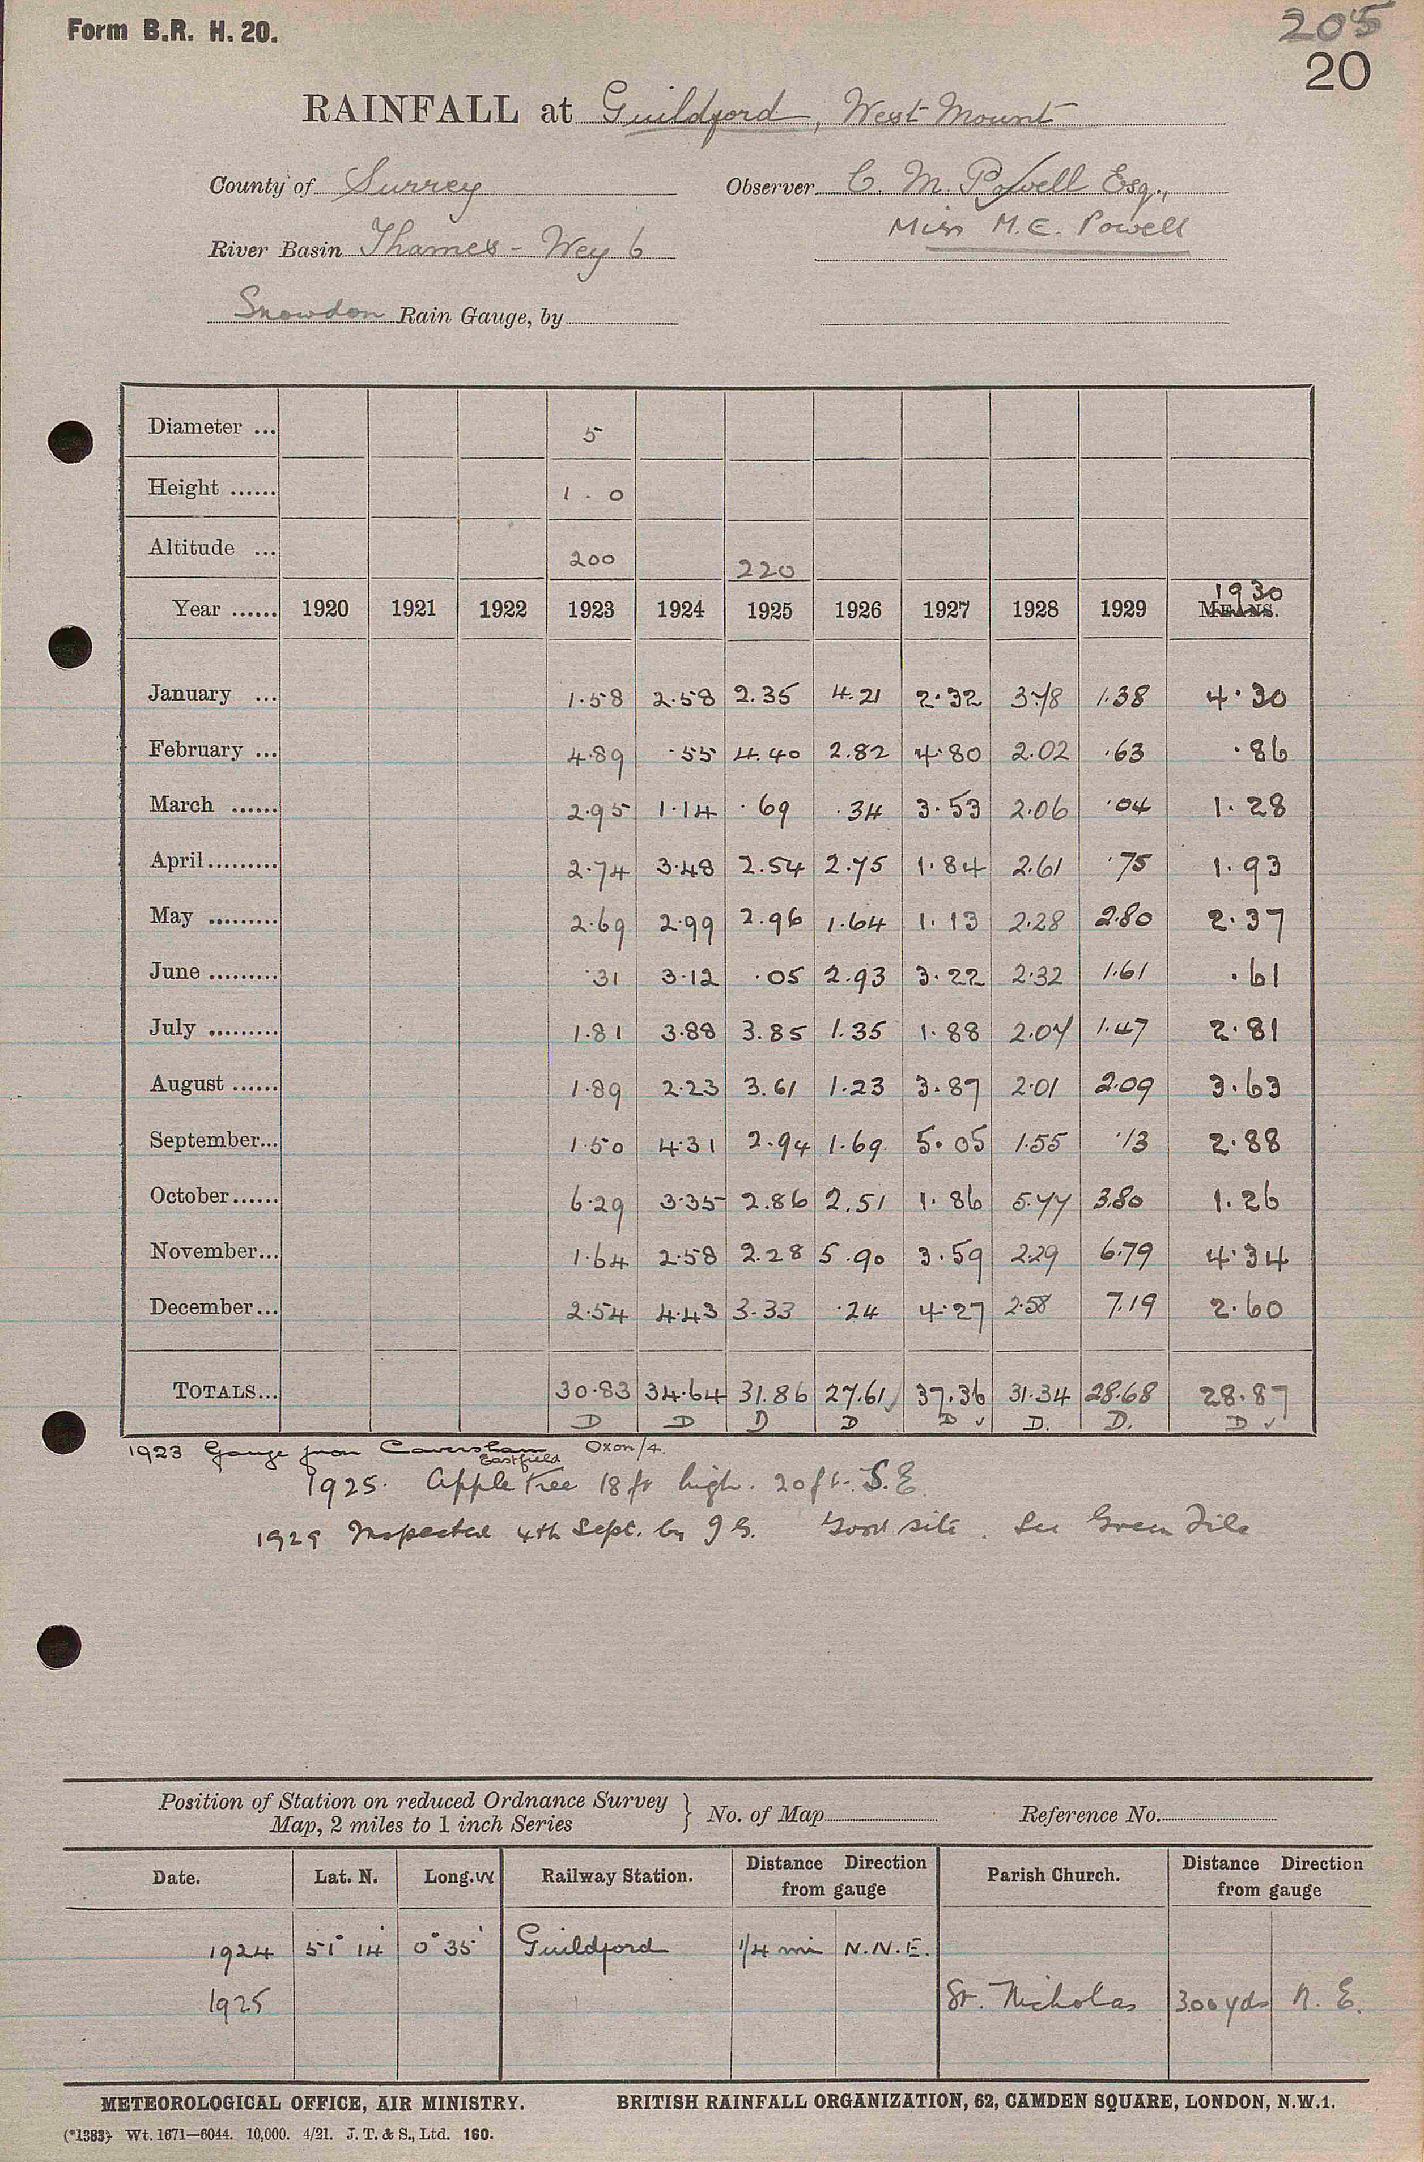 Form B.R. H. 20.
205
20
RAINFALL at Guildford, West Mount
County of Surrey Observer C. M. Powell Esq.,
Miss M. E. Powell
River Basin Thames - Wey 6
Snowdon Rain Gauge, by
Diameter ... 5
Height ...... 1 . 0
Altitude ... 200 220
Year ...... 1920 1921 1922 1923 1924 1925 1926 1927 1928 1929 MEANS. 1930
January ... 1.58 2.58 2.35 4.21 2.32 3.78 1.38 4.30
February ... 4.89 .55 4.40 2.82 4.80 2.02 .63 .86
March ...... 2.95 1.14 .69 .34 3.53 2.06 .04 1.28
April ......... 2.74 3.48 2.54 2.75 1.84 2.61 .75 1.93
May ......... 2.69 2.99 2.96 1.64 1.13 2.28 2.80 2.37
June ......... .31 3.12 .05 2.93 3.22 2.32 1.61 .61
July ......... 1.81 3.88 3.85 1.35 1.88 2.07 1.47 2.81
August ...... 1.89 2.23 3.61 1.23 3.87 2.01 2.09 3.63
September... 1.50 4.31 2.94 1.69 5.05 1.55 .13 2.88
October ...... 6.29 3.35 2.86 2.51 1.86 5.77 3.80 1.26
November... 1.64 2.58 2.28 5.90 3.59 2.29 6.79 4.34
December ... 2.54 4.43 3.33 .24 4.27 2.58 7.19 2.60
TOTALS... 30.83 34.64 31.86 27.61 37.36 31.34 28.68 28.87
D D D D D ✓ D. D. D ✓
1923 Gauge from Caversham Eastfield Oxon/4.
1925. Apple tree 18 ft high. 20 ft. S.E.
1929 Inspected 4th Sept. by J G. Good site. See Green File
Position of Station on reduced Ordnance Survey Map, 2 miles to 1 inch Series } No. of Map Reference No.
Date. Lat. N. Long. W Railway Station. Distance Direction from gauge Parish Church. Distance Direction from gauge
1924 51° 14' 0° 35' Guildford 1/4 mi N.N.E.
1925 St. Nicholas 300 yds N. E.
METEOROLOGICAL OFFICE, AIR MINISTRY. BRITISH RAINFALL ORGANIZATION, 62, CAMDEN SQUARE, LONDON, N.W.1.
(*1383) Wt. 1671—6044. 10,000. 4/21. J. T. & S., Ltd. 160.